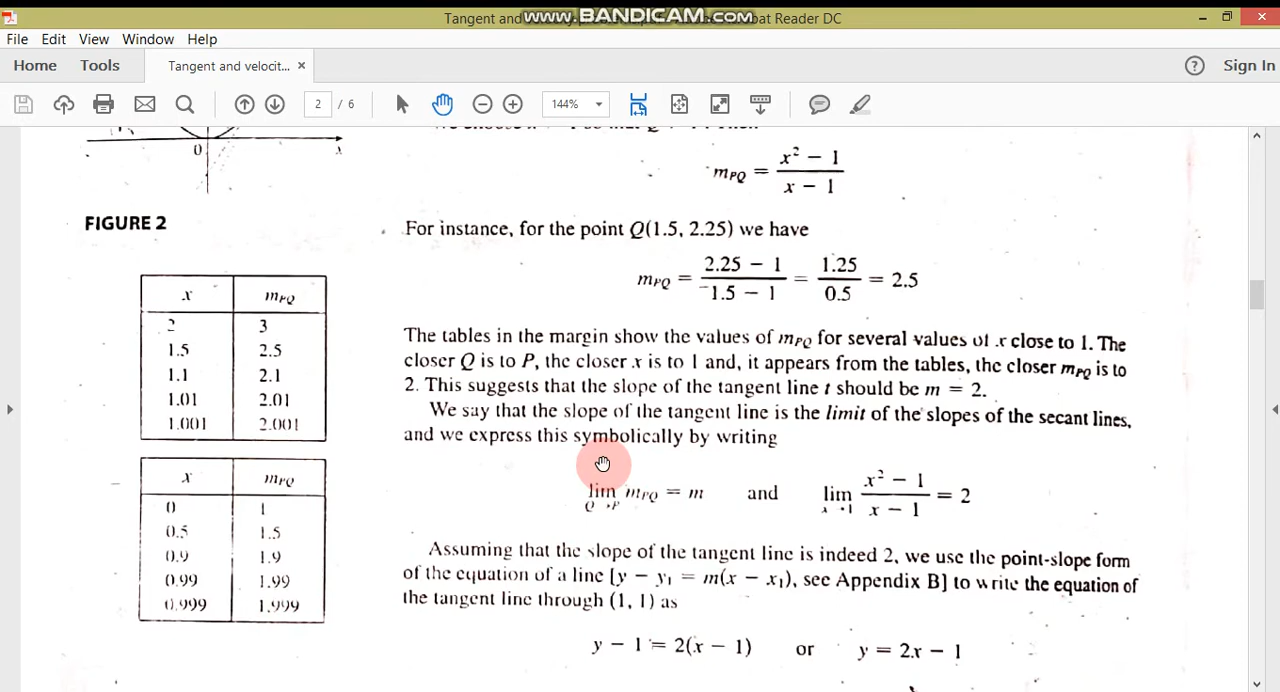 Tangent and www.BANDICAM.com bat Reader DC
File Edit View Window Help
Home Tools Tangent and velocit... × Sign In
2 / 6 144%
0
x
m_PQ = (x² − 1)/(x − 1)
FIGURE 2
For instance, for the point Q(1.5, 2.25) we have
m_PQ = (2.25 − 1)/(1.5 − 1) = 1.25/0.5 = 2.5
x m_PQ
2 3
1.5 2.5
1.1 2.1
1.01 2.01
1.001 2.001
x m_PQ
0 1
0.5 1.5
0.9 1.9
0.99 1.99
0.999 1.999
The tables in the margin show the values of m_PQ for several values of x close to 1. The
closer Q is to P, the closer x is to 1 and, it appears from the tables, the closer m_PQ is to
2. This suggests that the slope of the tangent line t should be m = 2.
We say that the slope of the tangent line is the limit of the slopes of the secant lines,
and we express this symbolically by writing
lim Q→P m_PQ = m and lim x→1 (x² − 1)/(x − 1) = 2
Assuming that the slope of the tangent line is indeed 2, we use the point-slope form
of the equation of a line [y − y₁ = m(x − x₁), see Appendix B] to write the equation of
the tangent line through (1, 1) as
y − 1 = 2(x − 1) or y = 2x − 1